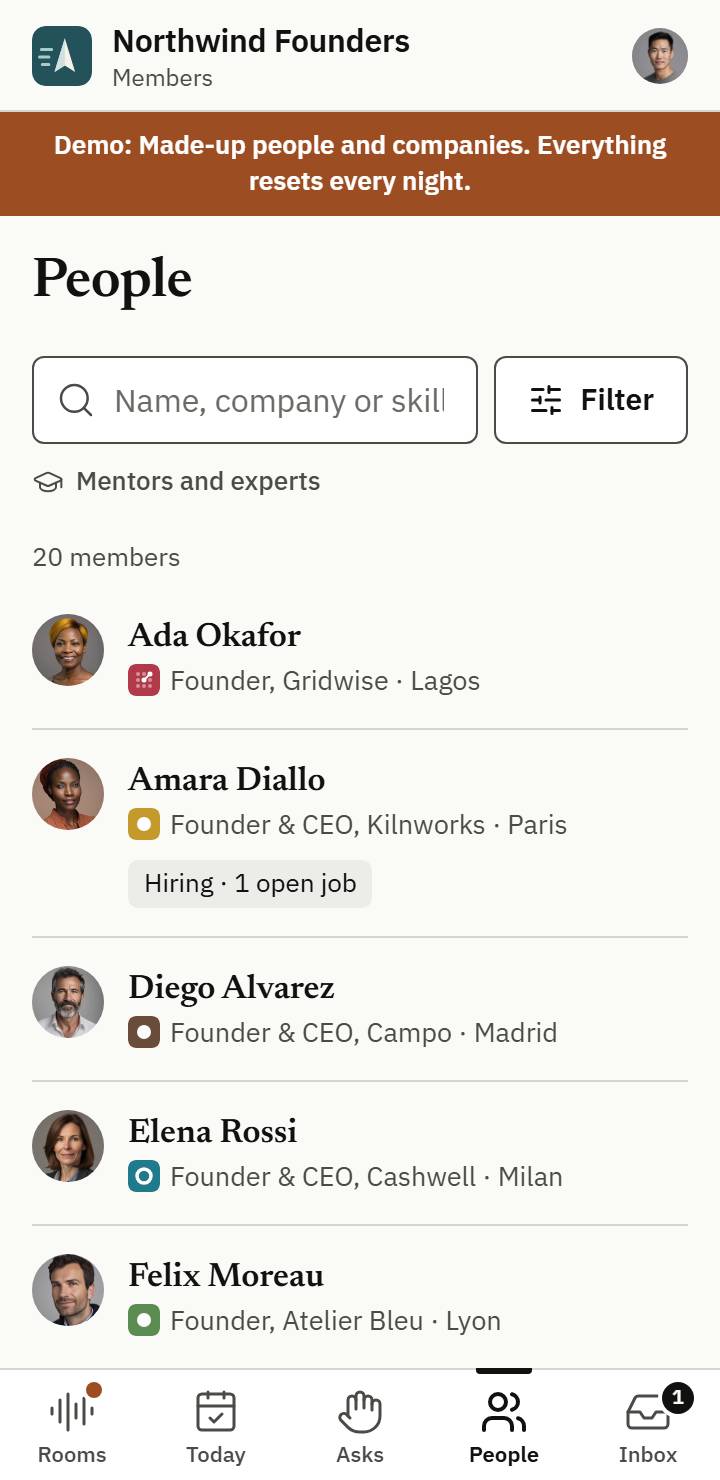 Northwind Founders
Members
Demo: Made-up people and companies. Everything
resets every night.
People
Name, company or skill
Filter
Mentors and experts
20 members
Ada Okafor
Founder, Gridwise · Lagos
Amara Diallo
Founder & CEO, Kilnworks · Paris
Hiring · 1 open job
Diego Alvarez
Founder & CEO, Campo · Madrid
Elena Rossi
Founder & CEO, Cashwell · Milan
Felix Moreau
Founder, Atelier Bleu · Lyon
1
Rooms
Today
Asks
People
Inbox